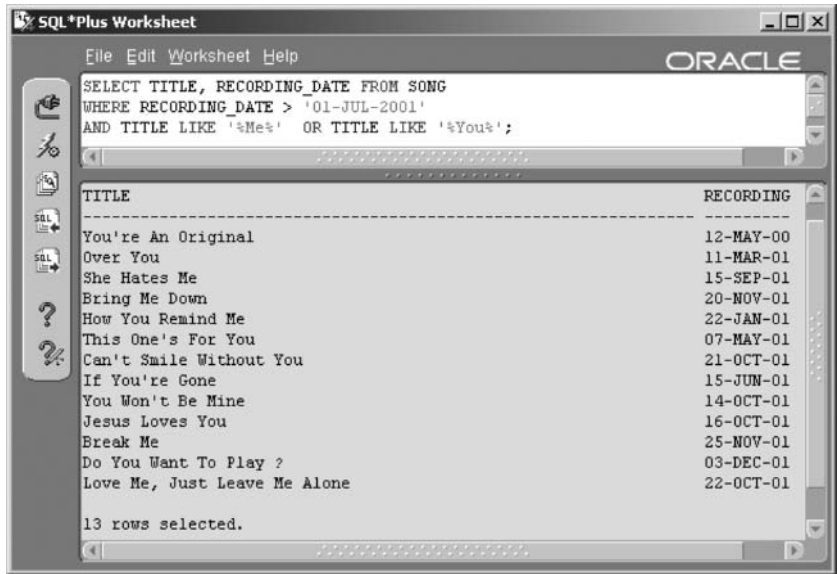 SQL*Plus Worksheet
File Edit Worksheet Help
ORACLE
SELECT TITLE, RECORDING_DATE FROM SONG
WHERE RECORDING_DATE > '01-JUL-2001'
AND TITLE LIKE '%Me%' OR TITLE LIKE '%You%';
TITLE RECORDING
-------------------------------------------------------------------------- ---------
You're An Original 12-MAY-00
Over You 11-MAR-01
She Hates Me 15-SEP-01
Bring Me Down 20-NOV-01
How You Remind Me 22-JAN-01
This One's For You 07-MAY-01
Can't Smile Without You 21-OCT-01
If You're Gone 15-JUN-01
You Won't Be Mine 14-OCT-01
Jesus Loves You 16-OCT-01
Break Me 25-NOV-01
Do You Want To Play ? 03-DEC-01
Love Me, Just Leave Me Alone 22-OCT-01
13 rows selected.
SQL
SQL